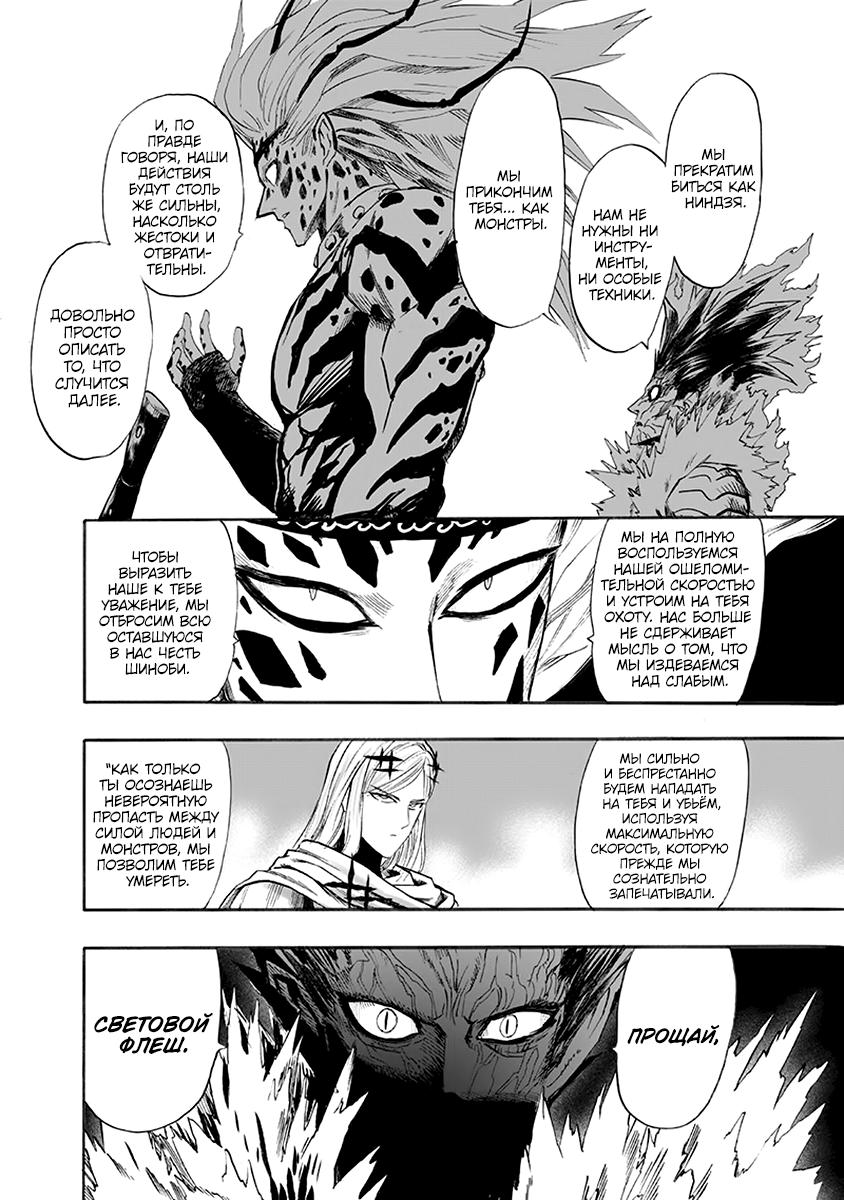 МЫ
ПРЕКРАТИМ
БИТЬСЯ КАК
НИНДЗЯ.
НАМ НЕ
НУЖНЫ НИ
ИНСТРУ-
МЕНТЫ,
НИ ОСОБЫЕ
ТЕХНИКИ.
МЫ
ПРИКОНЧИМ
ТЕБЯ... КАК
МОНСТРЫ.
И, ПО
ПРАВДЕ
ГОВОРЯ, НАШИ
ДЕЙСТВИЯ
БУДУТ СТОЛЬ
ЖЕ СИЛЬНЫ,
НАСКОЛЬКО
ЖЕСТОКИ И
ОТВРАТИ-
ТЕЛЬНЫ.
ДОВОЛЬНО
ПРОСТО
ОПИСАТЬ
ТО, ЧТО
СЛУЧИТСЯ
ДАЛЕЕ.
МЫ НА ПОЛНУЮ
ВОСПОЛЬЗУЕМСЯ
НАШЕЙ ОШЕЛОМИ-
ТЕЛЬНОЙ СКОРОСТЬЮ
И УСТРОИМ НА ТЕБЯ
ОХОТУ. НАС БОЛЬШЕ
НЕ СДЕРЖИВАЕТ
МЫСЛЬ О ТОМ, ЧТО
МЫ ИЗДЕВАЕМСЯ
НАД СЛАБЫМ.
ЧТОБЫ
ВЫРАЗИТЬ
НАШЕ К ТЕБЕ
УВАЖЕНИЕ, МЫ
ОТБРОСИМ ВСЮ
ОСТАВШУЮСЯ
В НАС ЧЕСТЬ
ШИНОБИ.
МЫ СИЛЬНО
И БЕСПРЕСТАННО
БУДЕМ НАПАДАТЬ
НА ТЕБЯ И УБЬЁМ,
ИСПОЛЬЗУЯ
МАКСИМАЛЬНУЮ
СКОРОСТЬ, КОТОРУЮ
ПРЕЖДЕ МЫ
СОЗНАТЕЛЬНО
ЗАПЕЧАТЫВАЛИ.
"КАК ТОЛЬКО
ТЫ ОСОЗНАЕШЬ
НЕВЕРОЯТНУЮ
ПРОПАСТЬ МЕЖДУ
СИЛОЙ ЛЮДЕЙ И
МОНСТРОВ, МЫ
ПОЗВОЛИМ ТЕБЕ
УМЕРЕТЬ.
ПРОЩАЙ,
СВЕТОВОЙ
ФЛЕШ.